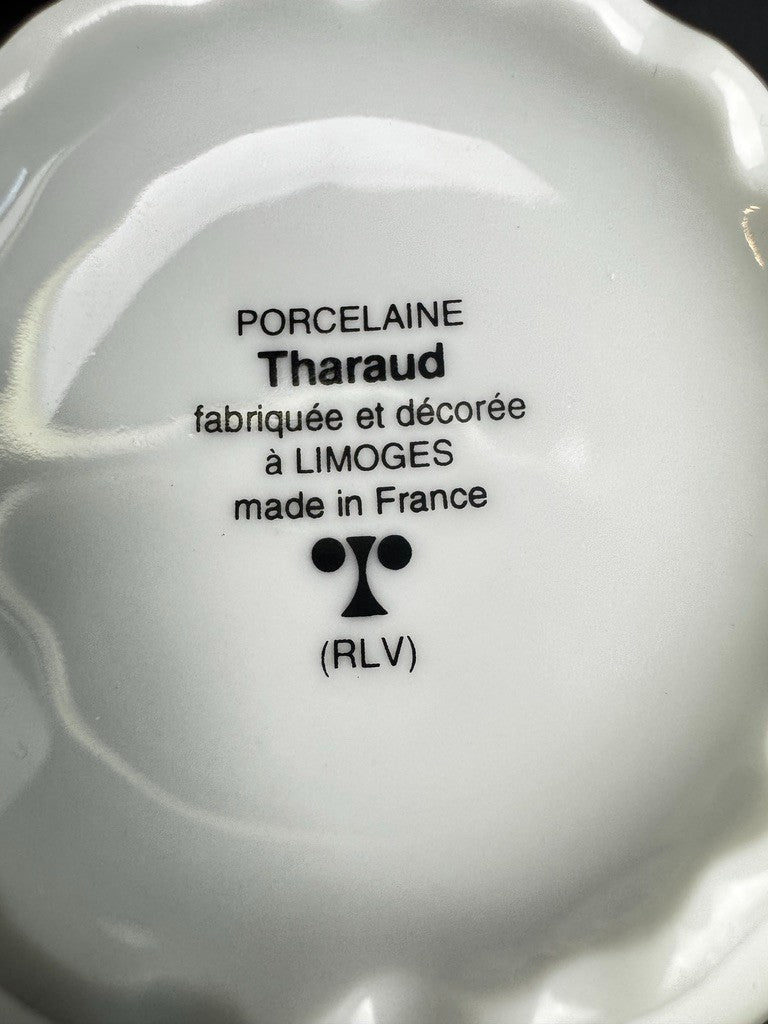 PORCELAINE
Tharaud
fabriquée et décorée
à LIMOGES
made in France
(RLV)